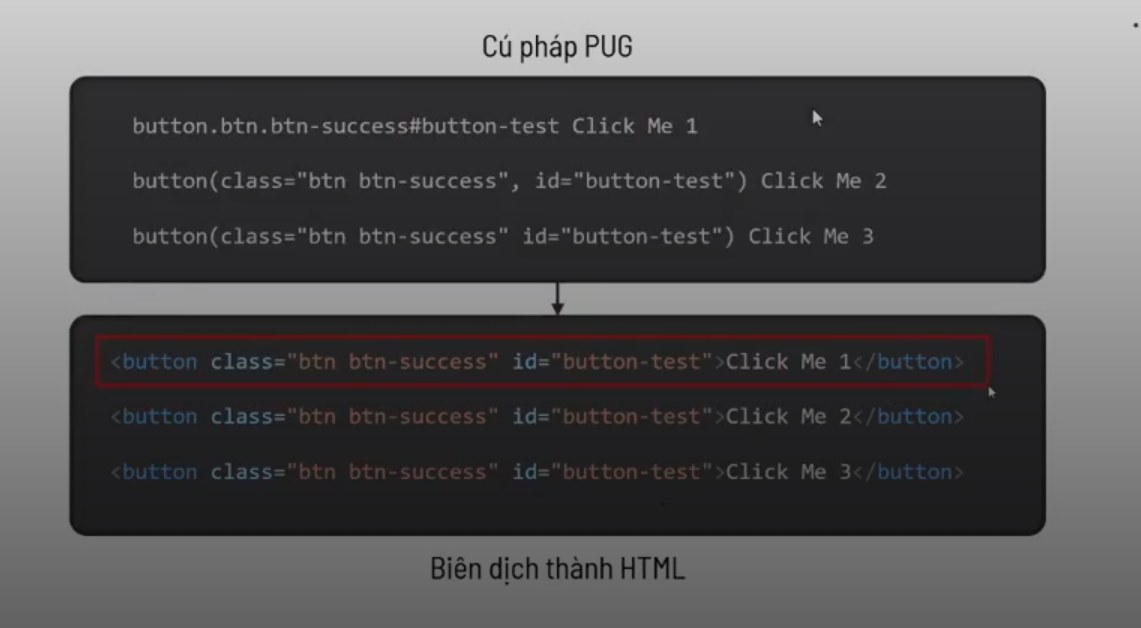 Cú pháp PUG
button.btn.btn-success#button-test Click Me 1
button(class="btn btn-success", id="button-test") Click Me 2
button(class="btn btn-success" id="button-test") Click Me 3
<button class="btn btn-success" id="button-test">Click Me 1</button>
<button class="btn btn-success" id="button-test">Click Me 2</button>
<button class="btn btn-success" id="button-test">Click Me 3</button>
Biên dịch thành HTML